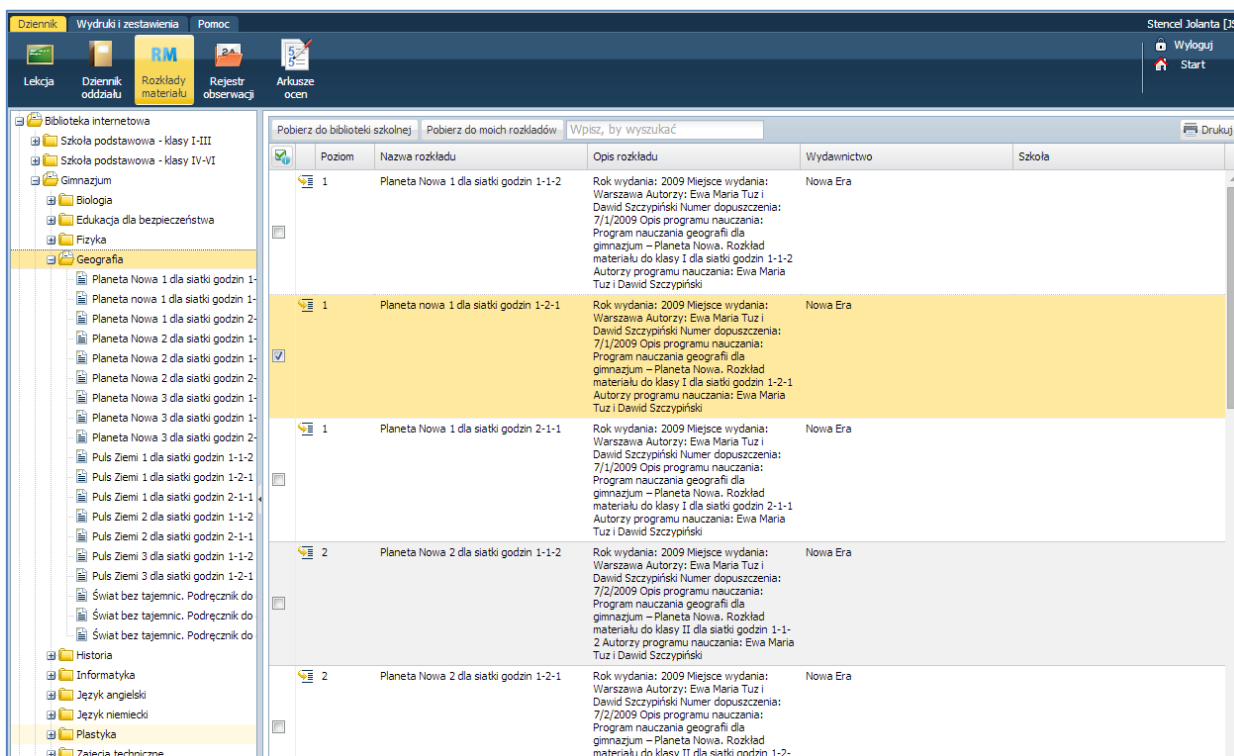 Dziennik Wydruki i zestawienia Pomoc
Stencel Jolanta [JS
Wyloguj
Start
Lekcja
Dziennik oddziału
RM
Rozkłady materiału
Rejestr obserwacji
Arkusze ocen
Biblioteka internetowa
Szkoła podstawowa - klasy I-III
Szkoła podstawowa - klasy IV-VI
Gimnazjum
Biologia
Edukacja dla bezpieczeństwa
Fizyka
Geografia
Planeta Nowa 1 dla siatki godzin 1-
Planeta nowa 1 dla siatki godzin 1-
Planeta Nowa 1 dla siatki godzin 2-
Planeta Nowa 2 dla siatki godzin 1-
Planeta Nowa 2 dla siatki godzin 1-
Planeta Nowa 2 dla siatki godzin 2-
Planeta Nowa 3 dla siatki godzin 1-
Planeta Nowa 3 dla siatki godzin 1-
Planeta Nowa 3 dla siatki godzin 2-
Puls Ziemi 1 dla siatki godzin 1-1-2
Puls Ziemi 1 dla siatki godzin 1-2-1
Puls Ziemi 1 dla siatki godzin 2-1-1
Puls Ziemi 2 dla siatki godzin 1-1-2
Puls Ziemi 2 dla siatki godzin 2-1-1
Puls Ziemi 3 dla siatki godzin 1-1-2
Puls Ziemi 3 dla siatki godzin 1-2-1
Świat bez tajemnic. Podręcznik do
Świat bez tajemnic. Podręcznik do
Świat bez tajemnic. Podręcznik do
Historia
Informatyka
Język angielski
Język niemiecki
Plastyka
Zajęcia techniczne
Pobierz do biblioteki szkolnej Pobierz do moich rozkładów Wpisz, by wyszukać Drukuj
Poziom Nazwa rozkładu Opis rozkładu Wydawnictwo Szkoła
1 Planeta Nowa 1 dla siatki godzin 1-1-2 Rok wydania: 2009 Miejsce wydania: Nowa Era
Warszawa Autorzy: Ewa Maria Tuz i
Dawid Szczypiński Numer dopuszczenia:
7/1/2009 Opis programu nauczania:
Program nauczania geografii dla
gimnazjum – Planeta Nowa. Rozkład
materiału do klasy I dla siatki godzin 1-1-2
Autorzy programu nauczania: Ewa Maria
Tuz i Dawid Szczypiński
1 Planeta nowa 1 dla siatki godzin 1-2-1 Rok wydania: 2009 Miejsce wydania: Nowa Era
Warszawa Autorzy: Ewa Maria Tuz i
Dawid Szczypiński Numer dopuszczenia:
7/1/2009 Opis programu nauczania:
Program nauczania geografii dla
gimnazjum – Planeta Nowa. Rozkład
materiału do klasy I dla siatki godzin 1-2-1
Autorzy programu nauczania: Ewa Maria
Tuz i Dawid Szczypiński
1 Planeta Nowa 1 dla siatki godzin 2-1-1 Rok wydania: 2009 Miejsce wydania: Nowa Era
Warszawa Autorzy: Ewa Maria Tuz i
Dawid Szczypiński Numer dopuszczenia:
7/1/2009 Opis programu nauczania:
Program nauczania geografii dla
gimnazjum – Planeta Nowa. Rozkład
materiału do klasy I dla siatki godzin 2-1-1
Autorzy programu nauczania: Ewa Maria
Tuz i Dawid Szczypiński
2 Planeta Nowa 2 dla siatki godzin 1-1-2 Rok wydania: 2009 Miejsce wydania: Nowa Era
Warszawa Autorzy: Ewa Maria Tuz i
Dawid Szczypiński Numer dopuszczenia:
7/2/2009 Opis programu nauczania:
Program nauczania geografii dla
gimnazjum – Planeta Nowa. Rozkład
materiału do klasy II dla siatki godzin 1-1-
2 Autorzy programu nauczania: Ewa Maria
Tuz i Dawid Szczypiński
2 Planeta Nowa 2 dla siatki godzin 1-2-1 Rok wydania: 2009 Miejsce wydania: Nowa Era
Warszawa Autorzy: Ewa Maria Tuz i
Dawid Szczypiński Numer dopuszczenia:
7/2/2009 Opis programu nauczania:
Program nauczania geografii dla
gimnazjum – Planeta Nowa. Rozkład
materiału do klasy II dla siatki godzin 1-2-